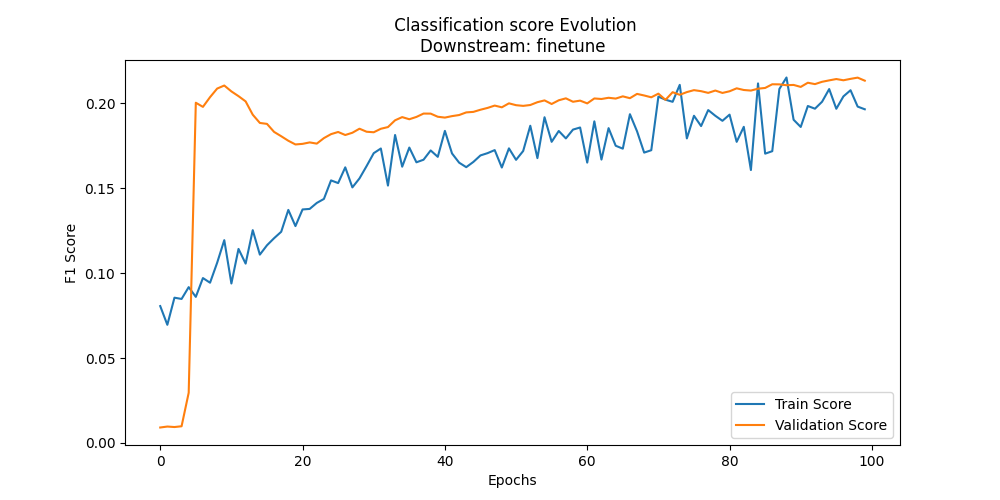 Classification score Evolution
Downstream: finetune
F1 Score
0.20
0.15
0.10
0.05
0.00
0 20 40 60 80 100
Epochs
Train Score
Validation Score